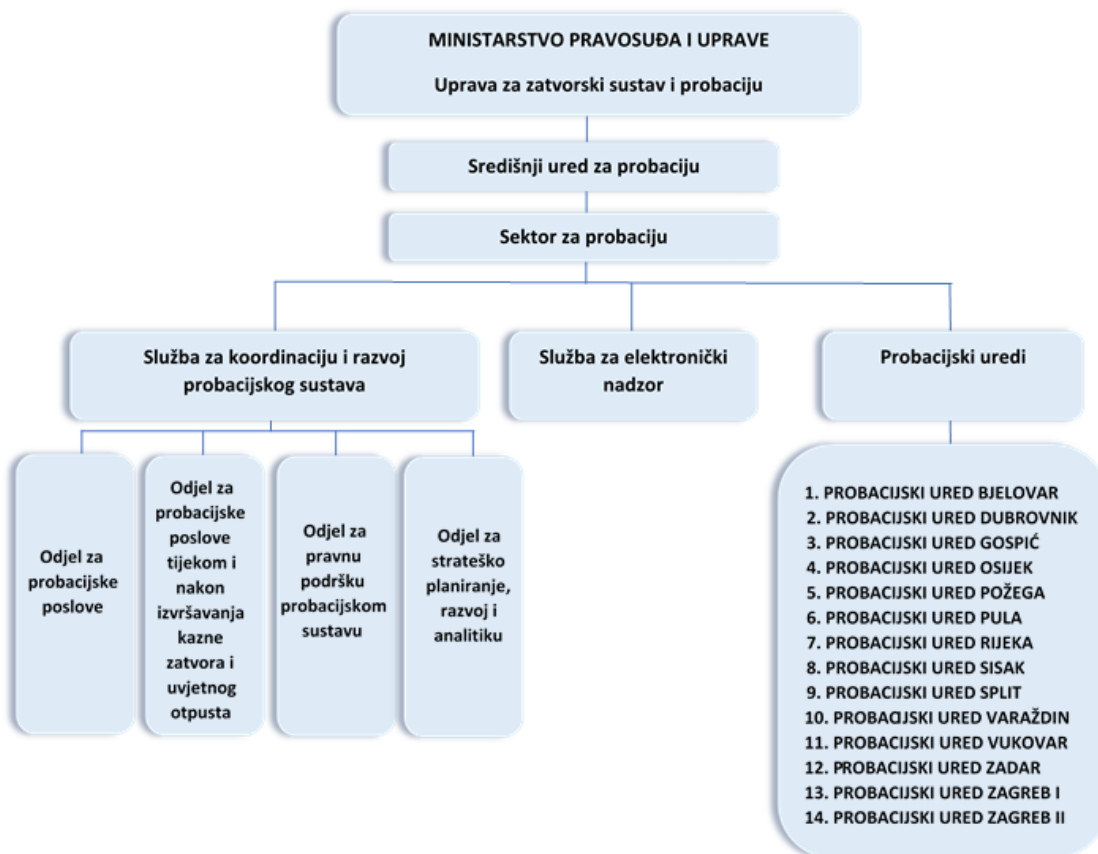 MINISTARSTVO PRAVOSUĐA I UPRAVE
Uprava za zatvorski sustav i probaciju
Središnji ured za probaciju
Sektor za probaciju
Služba za koordinaciju i razvoj
probacijskog sustava
Služba za elektronički
nadzor
Probacijski uredi
Odjel za
probacijske
poslove
Odjel za
probacijske
poslove
tijekom i
nakon
izvršavanja
kazne
zatvora i
uvjetnog
otpusta
Odjel za
pravnu
podršku
probacijskom
sustavu
Odjel za
strateško
planiranje,
razvoj i
analitiku
1. PROBACIJSKI URED BJELOVAR
2. PROBACIJSKI URED DUBROVNIK
3. PROBACIJSKI URED GOSPIĆ
4. PROBACIJSKI URED OSIJEK
5. PROBACIJSKI URED POŽEGA
6. PROBACIJSKI URED PULA
7. PROBACIJSKI URED RIJEKA
8. PROBACIJSKI URED SISAK
9. PROBACIJSKI URED SPLIT
10. PROBACIJSKI URED VARAŽDIN
11. PROBACIJSKI URED VUKOVAR
12. PROBACIJSKI URED ZADAR
13. PROBACIJSKI URED ZAGREB I
14. PROBACIJSKI URED ZAGREB II